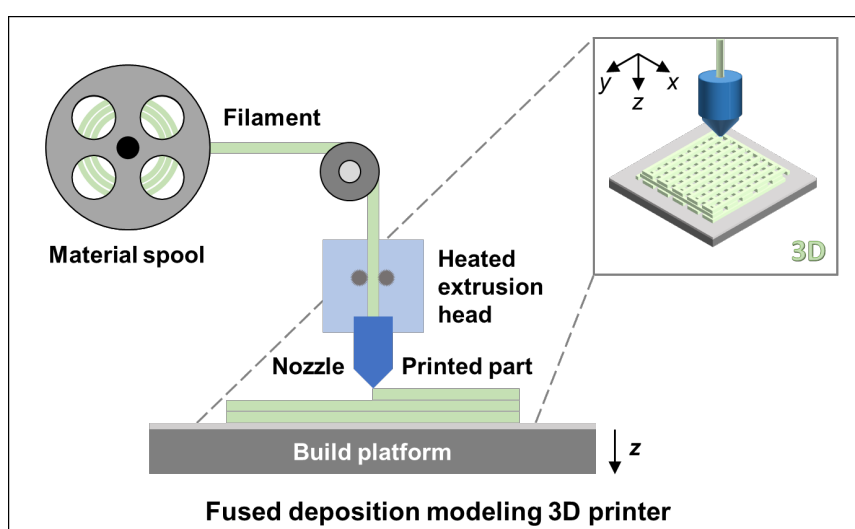 Filament
Material spool
Heated
extrusion
head
Nozzle
Printed part
Build platform
z
y
x
z
3D
Fused deposition modeling 3D printer